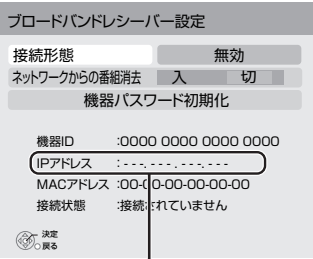 ブロードバンドレシーバー設定
接続形態 無効
ネットワークからの番組消去 入 切
機器パスワード初期化
機器ID :0000 0000 0000 0000
IPアドレス :---.---.---.---
MACアドレス :00-00-00-00-00-00
接続状態 :接続されていません
決定
戻る